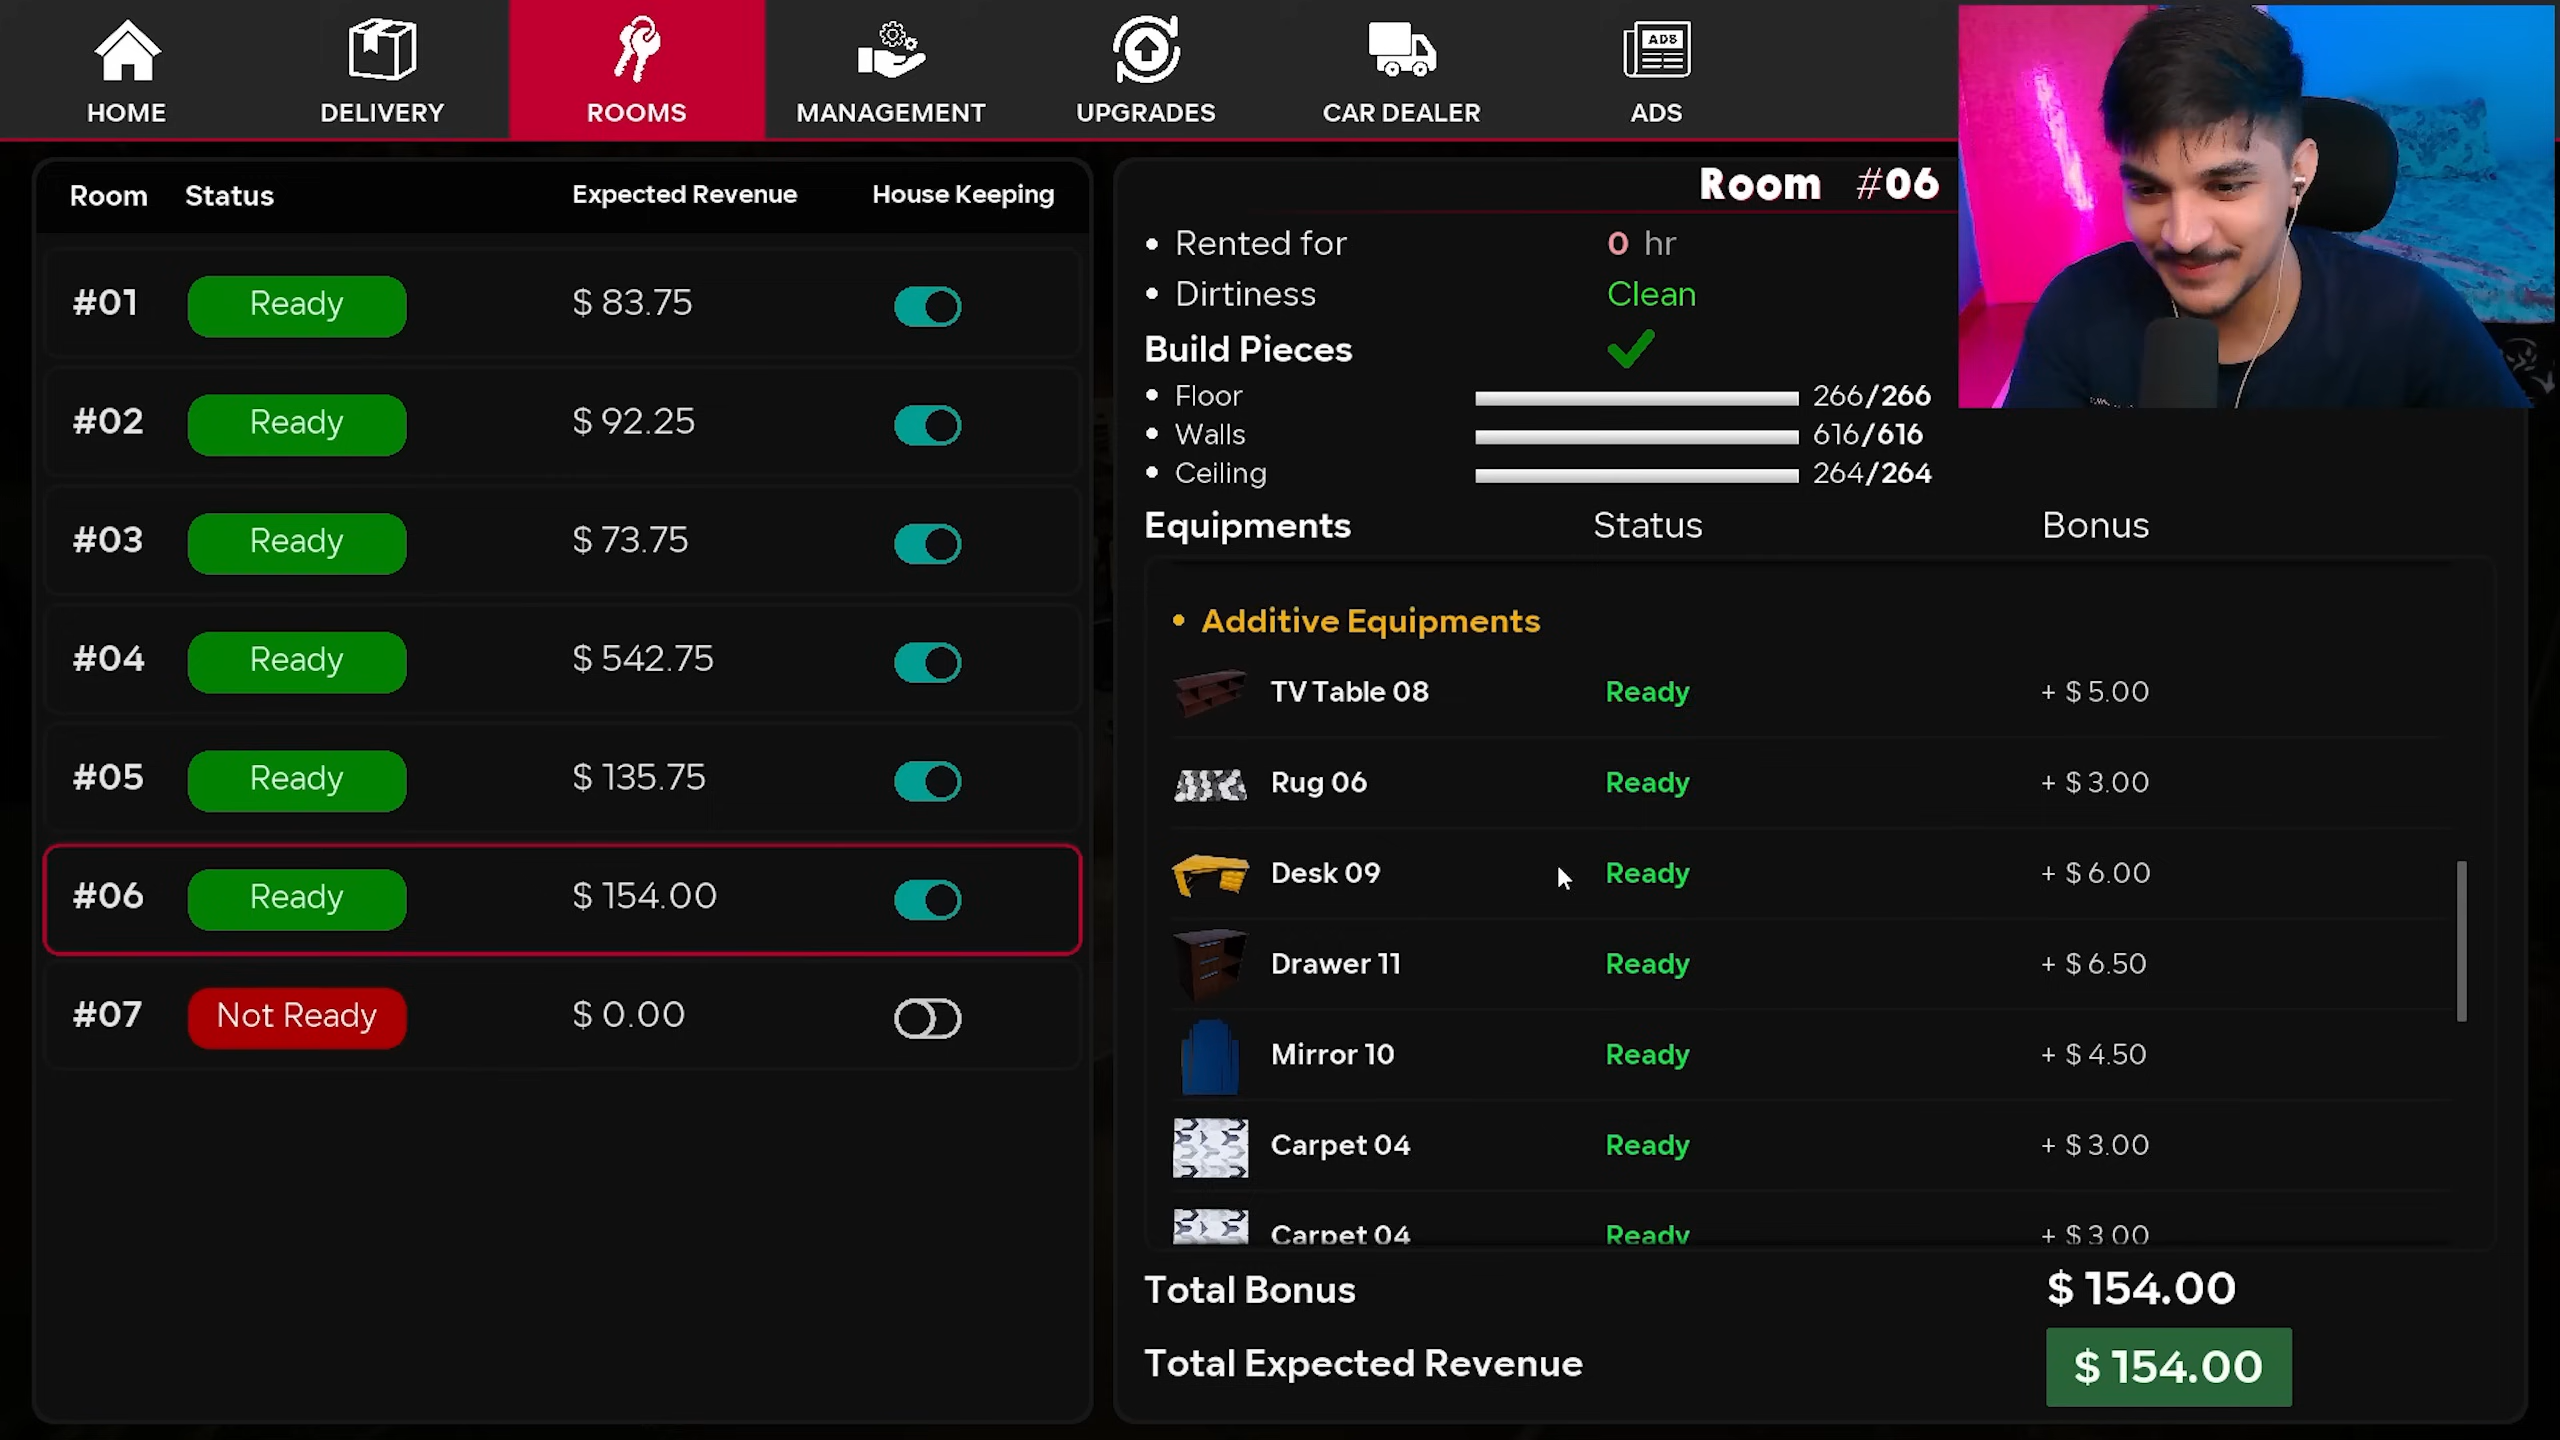 HOME
DELIVERY
ROOMS
MANAGEMENT
UPGRADES
CAR DEALER
ADS
ADS
Room Status Expected Revenue House Keeping
#01 Ready $ 83.75
#02 Ready $ 92.25
#03 Ready $ 73.75
#04 Ready $ 542.75
#05 Ready $ 135.75
#06 Ready $ 154.00
#07 Not Ready $ 0.00
Room #06
• Rented for 0 hr
• Dirtiness Clean
Build Pieces
• Floor 266/266
• Walls 616/616
• Ceiling 264/264
Equipments Status Bonus
• Additive Equipments
TV Table 08 Ready + $ 5.00
Rug 06 Ready + $ 3.00
Desk 09 Ready + $ 6.00
Drawer 11 Ready + $ 6.50
Mirror 10 Ready + $ 4.50
Carpet 04 Ready + $ 3.00
Carpet 04 Ready + $ 3.00
Total Bonus $ 154.00
Total Expected Revenue $ 154.00